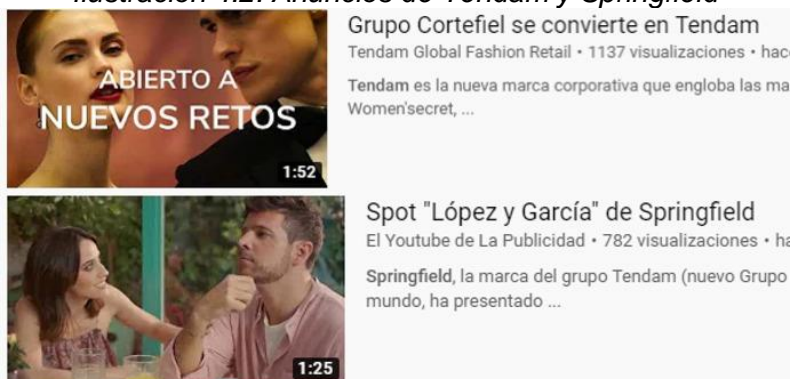 Ilustración 4.2. Anuncios de Tendam y Springfield
Grupo Cortefiel se convierte en Tendam
Tendam Global Fashion Retail • 1137 visualizaciones • hace
ABIERTO A
NUEVOS RETOS
1:52
Tendam es la nueva marca corporativa que engloba las ma
Women'secret, ...
Spot "López y García" de Springfield
El Youtube de La Publicidad • 782 visualizaciones • ha
Springfield, la marca del grupo Tendam (nuevo Grupo
mundo, ha presentado ...
1:25